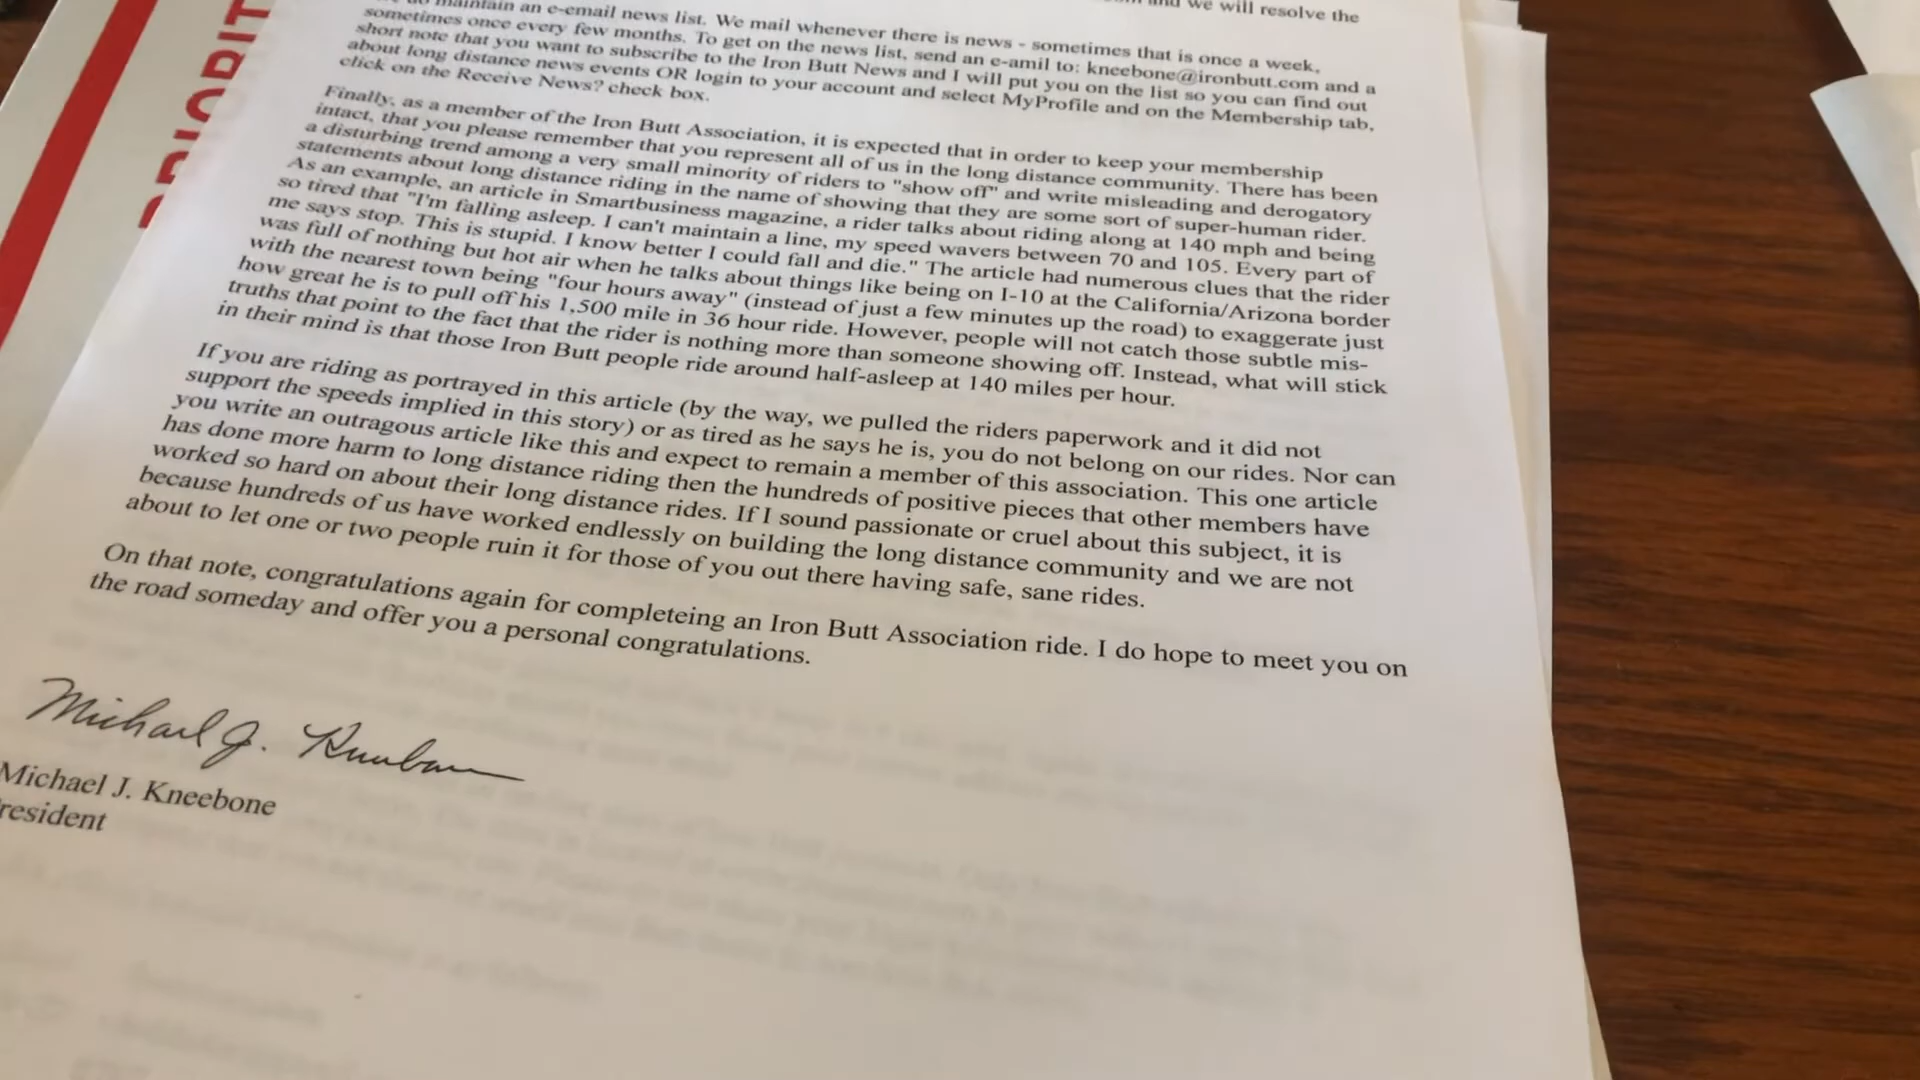 PRIORIT
maintain an e-email news list. We mail whenever there is news - sometimes that is once a week,
and we will resolve the
sometimes once every few months. To get on the news list, send an e-amil to: kneebone@ironbutt.com and a
short note that you want to subscribe to the Iron Butt News and I will put you on the list so you can find out
about long distance news events OR login to your account and select MyProfile and on the Membership tab,
click on the Receive News? check box.
Finally, as a member of the Iron Butt Association, it is expected that in order to keep your membership
intact, that you please remember that you represent all of us in the long distance community. There has been
a disturbing trend among a very small minority of riders to "show off" and write misleading and derogatory
statements about long distance riding in the name of showing that they are some sort of super-human rider.
As an example, an article in Smartbusiness magazine, a rider talks about riding along at 140 mph and being
so tired that "I'm falling asleep. I can't maintain a line, my speed wavers between 70 and 105. Every part of
me says stop. This is stupid. I know better I could fall and die." The article had numerous clues that the rider
was full of nothing but hot air when he talks about things like being on I-10 at the California/Arizona border
with the nearest town being "four hours away" (instead of just a few minutes up the road) to exaggerate just
how great he is to pull off his 1,500 mile in 36 hour ride. However, people will not catch those subtle mis-
truths that point to the fact that the rider is nothing more than someone showing off. Instead, what will stick
in their mind is that those Iron Butt people ride around half-asleep at 140 miles per hour.
If you are riding as portrayed in this article (by the way, we pulled the riders paperwork and it did not
support the speeds implied in this story) or as tired as he says he is, you do not belong on our rides. Nor can
you write an outragous article like this and expect to remain a member of this association. This one article
has done more harm to long distance riding then the hundreds of positive pieces that other members have
worked so hard on about their long distance rides. If I sound passionate or cruel about this subject, it is
because hundreds of us have worked endlessly on building the long distance community and we are not
about to let one or two people ruin it for those of you out there having safe, sane rides.
On that note, congratulations again for completeing an Iron Butt Association ride. I do hope to meet you on
the road someday and offer you a personal congratulations.
Michael J. Kneebone
Michael J. Kneebone
resident